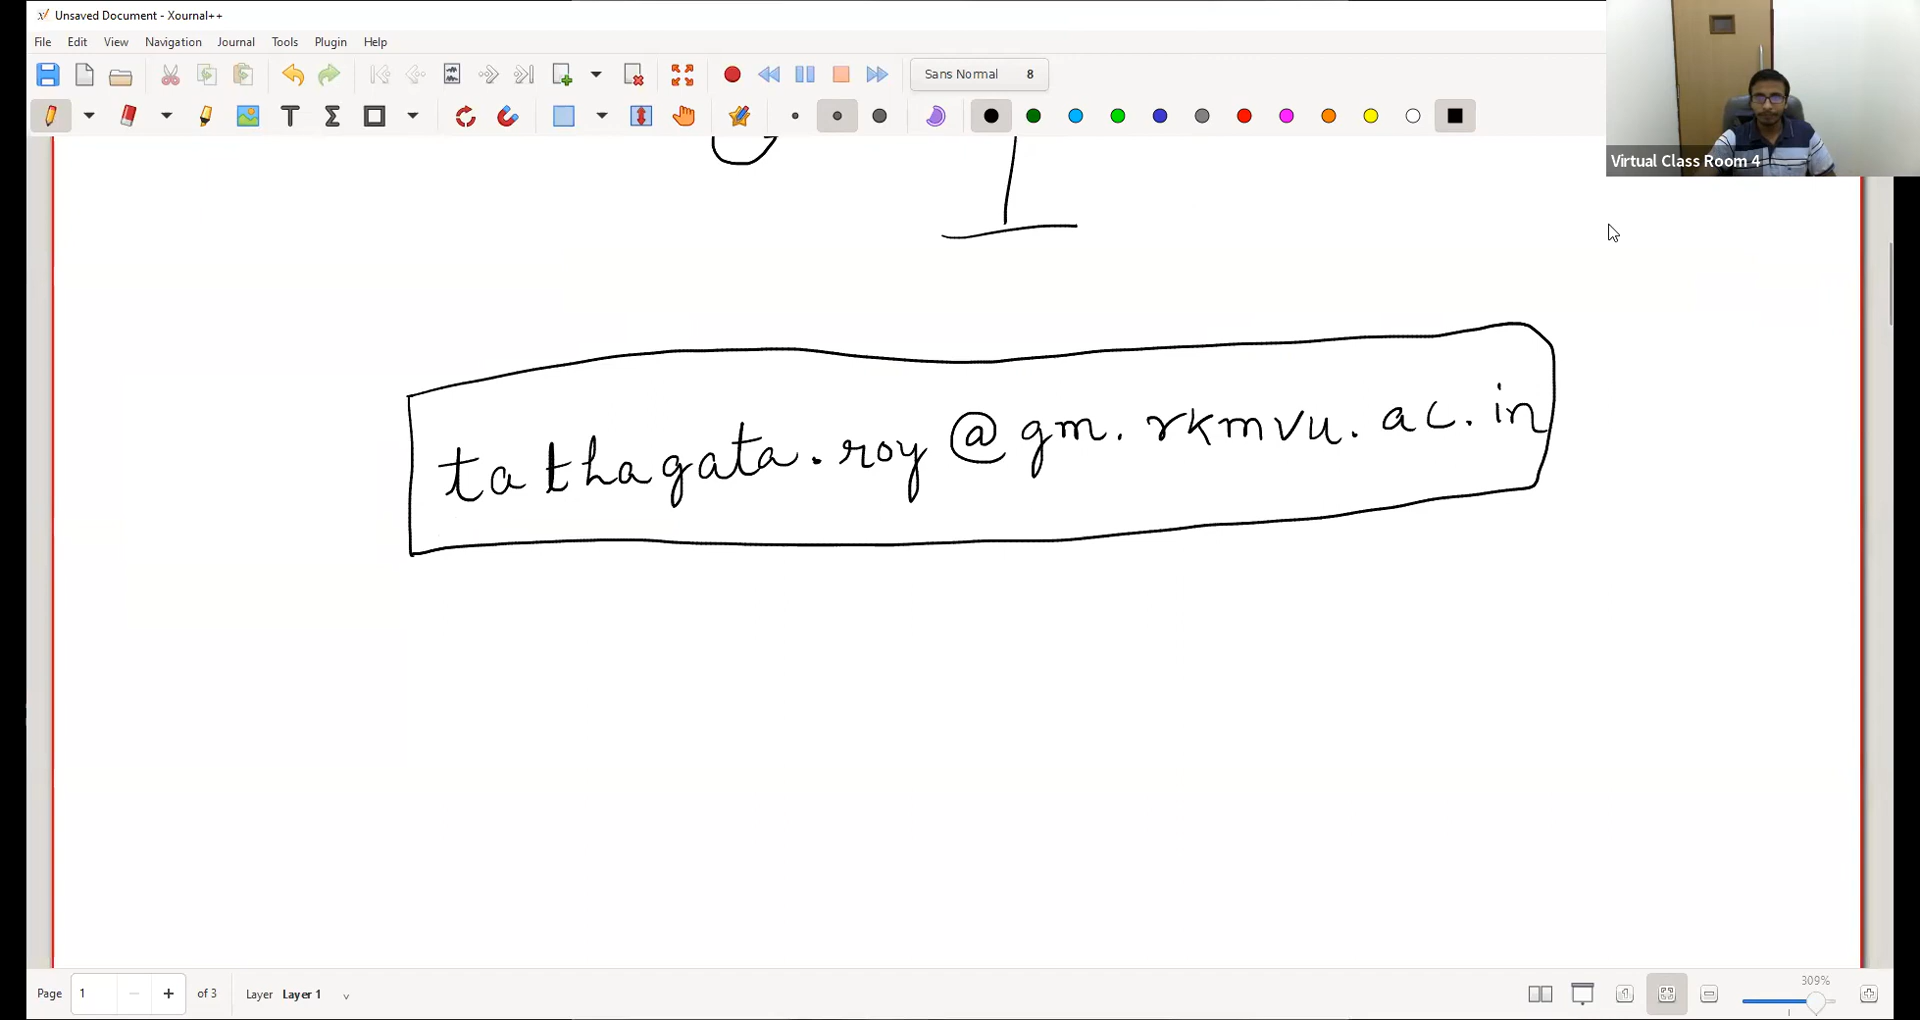 Unsaved Document - Xournal++
File Edit View Navigation Journal Tools Plugin Help
Sans Normal 8
Virtual Class Room 4
tathagata.roy@gm.rkmvu.ac.in
Page 1 of 3 Layer Layer 1
309%